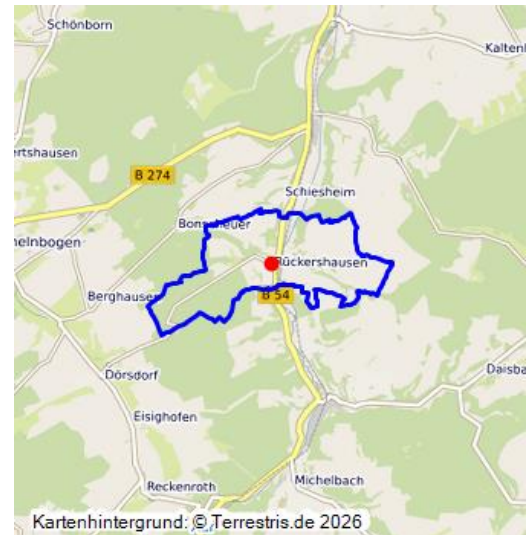 Schönborn
Kaltenh
ertshausen
B 274
Schiesheim
Bonscheuer
nelnbogen
Rückershausen
Berghausen
B 54
Dörsdorf
Daisba
Eisighofen
Reckenroth
Michelbach
Kartenhintergrund: © Terrestris.de 2026